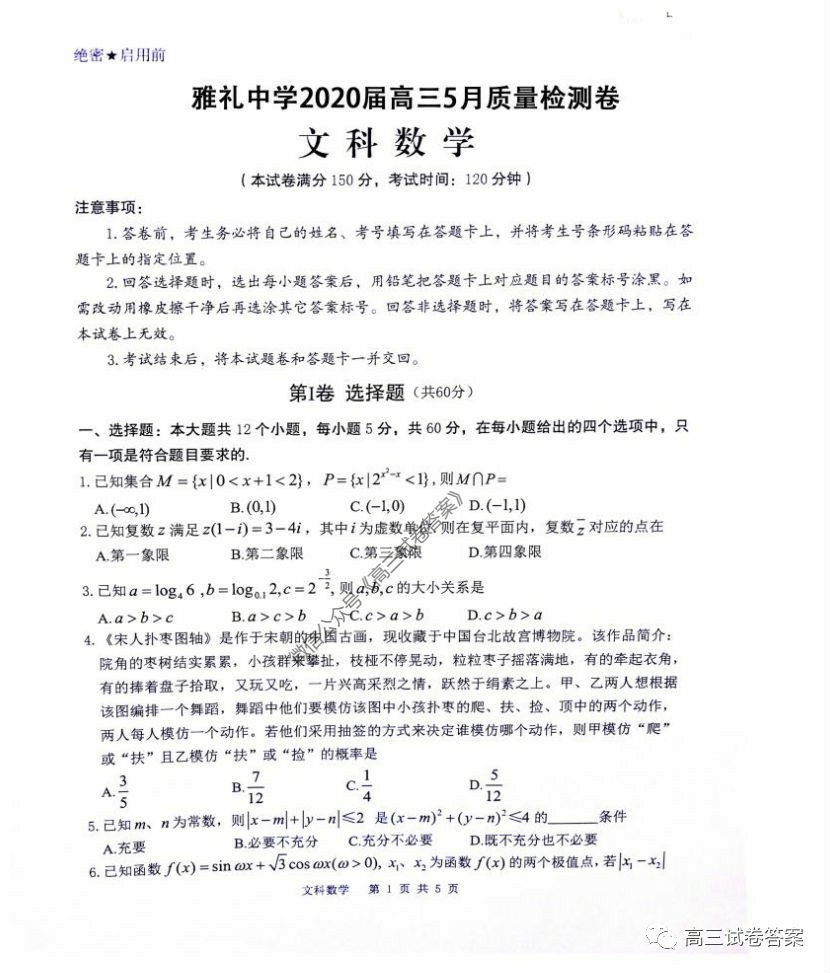 绝密★启用前
雅礼中学2020届高三5月质量检测卷
文科数学
(本试卷满分150分，考试时间：120分钟)
注意事项：
1.答卷前，考生务必将自己的姓名、考号填写在答题卡上，并将考生号条形码粘贴在答
题卡上的指定位置。
2.回答选择题时，选出每小题答案后，用铅笔把答题卡上对应题目的答案标号涂黑。如
需改动用橡皮擦干净后再选涂其它答案标号。回答非选择题时，将答案写在答题卡上，写在
本试卷上无效。
3.考试结束后，将本试题卷和答题卡一并交回。
第I卷 选择题（共60分）
一、选择题：本大题共12个小题，每小题5分，共60分，在每小题给出的四个选项中，只
有一项是符合题目要求的.
1.已知集合M={x|0<x+1<2}，P={x|2^{x²-x}<1}，则M∩P=
A.(-∞,1) B.(0,1) C.(-1,0) D.(-1,1)
2.已知复数z满足z(1-i)=3-4i，其中i为虚数单位，则在复平面内，复数z̅对应的点在
A.第一象限 B.第二象限 C.第三象限 D.第四象限
3.已知a=log₄6,b=log₀.₁2,c=2^{-3/2},则a,b,c的大小关系是
A.a>b>c B.a>c>b C.c>a>b D.c>b>a
4.《宋人扑枣图轴》是作于宋朝的中国古画，现收藏于中国台北故宫博物院。该作品简介：
院角的枣树结实累累，小孩群来攀扯，枝桠不停晃动，粒粒枣子摇落满地，有的牵起衣角，
有的捧着盘子拾取，又玩又吃，一片兴高采烈之情，跃然于绢素之上。甲、乙两人想根据
该图编排一个舞蹈，舞蹈中他们要模仿该图中小孩扑枣的爬、扶、捡、顶中的两个动作，
两人每人模仿一个动作。若他们采用抽签的方式来决定谁模仿哪个动作，则甲模仿“爬”
或“扶”且乙模仿“扶”或“捡”的概率是
A.3/5 B.7/12 C.1/4 D.5/12
5.已知m、n为常数，则|x-m|+|y-n|≤2 是(x-m)²+(y-n)²≤4的______条件
A.充要 B.必要不充分 C.充分不必要 D.既不充分也不必要
6.已知函数f(x)=sin ωx+√3cos ωx(ω>0), x₁、x₂为函数f(x)的两个极值点，若|x₁-x₂|
文科数学 第1页共5页
微信公众号《高三试卷答案》
高三试卷答案